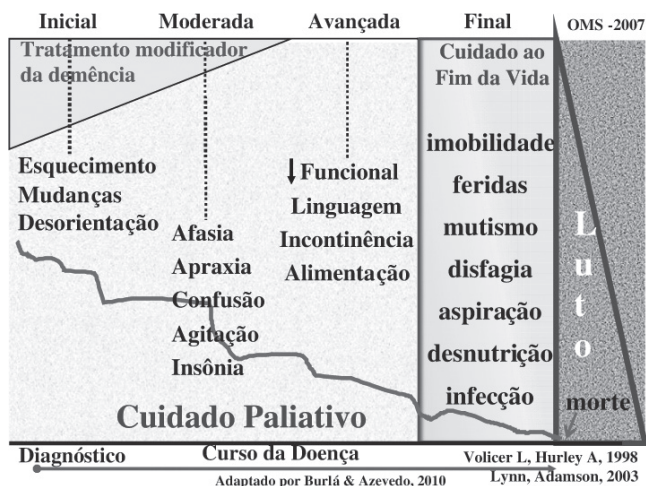 Inicial
Moderada
Avançada
Final
OMS -2007
Tratamento modificador
da demência
Cuidado ao
Fim da Vida
Esquecimento
Mudanças
Desorientação
Afasia
Apraxia
Confusão
Agitação
Insônia
↓ Funcional
Linguagem
Incontinência
Alimentação
imobilidade
feridas
mutismo
disfagia
aspiração
desnutrição
infecção
L
u
t
o
morte
Cuidado Paliativo
Diagnóstico
Curso da Doença
Volicer L, Hurley A, 1998
Lynn, Adamson, 2003
Adaptado por Burlá & Azevedo, 2010